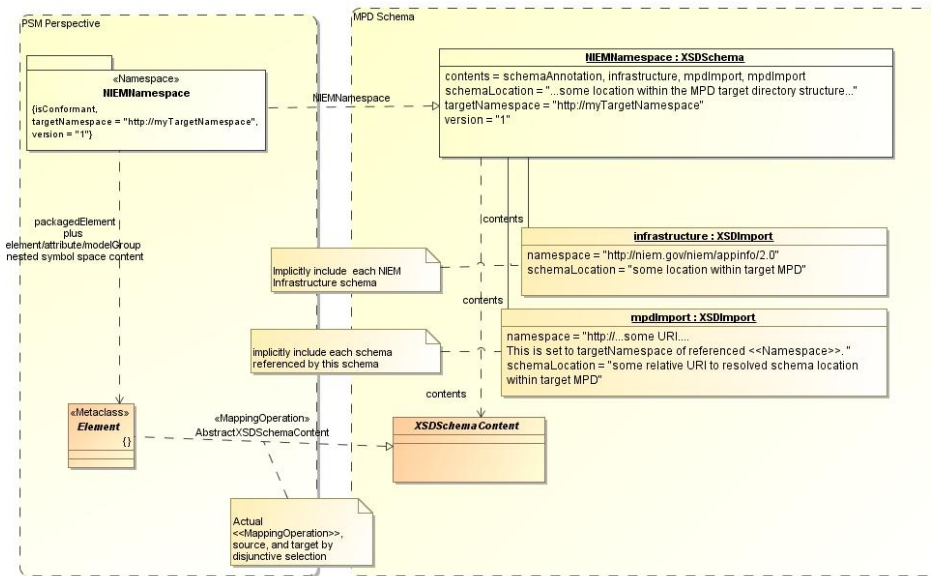 PSM Perspective
«Namespace»
NIEMNamespace
{isConformant,
targetNamespace = "http://myTargetNamespace",
version = "1"}
packagedElement
plus
element/attribute/modelGroup
nested symbol space content
«Metaclass»
Element
{}
NIEMNamespace
MPD Schema
NIEMNamespace : XSDSchema
contents = schemaAnnotation, infrastructure, mpdImport, mpdImport
schemaLocation = "...some location within the MPD target directory structure..."
targetNamespace = "http://myTargetNamespace"
version = "1"
contents
infrastructure : XSDImport
namespace = "http://niem.gov/niem/appinfo/2.0"
schemaLocation = "some location within target MPD"
Implicitly include each NIEM
Infrastructure schema
contents
mpdImport : XSDImport
namespace = "http://...some URI....
This is set to targetNamespace of referenced <<Namespace>>. "
schemaLocation = "some relative URI to resolved schema location
within target MPD"
implicitly include each schema
referenced by this schema
contents
«MappingOperation»
AbstractXSDSchemaContent
XSDSchemaContent
Actual
<<MappingOperation>>,
source, and target by
disjunctive selection